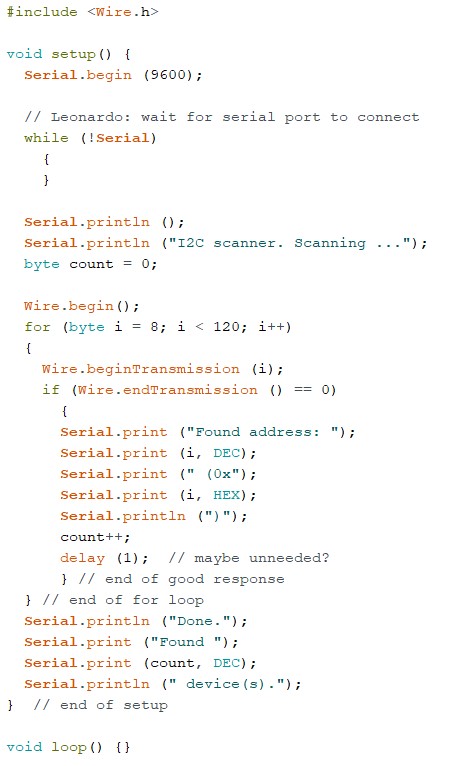 #include <Wire.h>
void setup() {
Serial.begin (9600);
// Leonardo: wait for serial port to connect
while (!Serial)
{
}
Serial.println ();
Serial.println ("I2C scanner. Scanning ...");
byte count = 0;
Wire.begin();
for (byte i = 8; i < 120; i++)
{
Wire.beginTransmission (i);
if (Wire.endTransmission () == 0)
{
Serial.print ("Found address: ");
Serial.print (i, DEC);
Serial.print (" (0x");
Serial.print (i, HEX);
Serial.println (")");
count++;
delay (1);  // maybe unneeded?
} // end of good response
} // end of for loop
Serial.println ("Done.");
Serial.print ("Found ");
Serial.print (count, DEC);
Serial.println (" device(s).");
}  // end of setup
void loop() {}